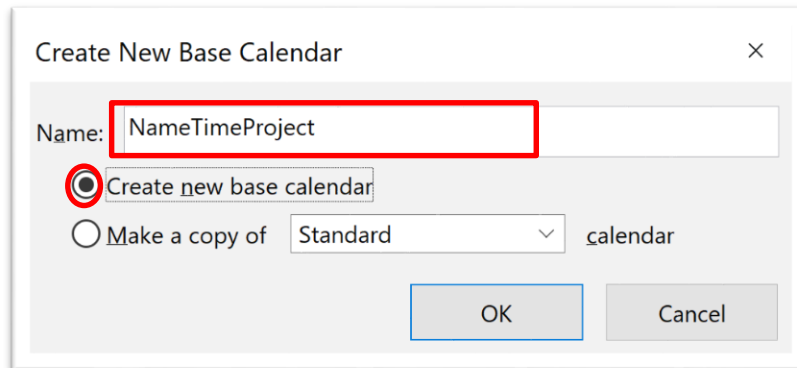 Create New Base Calendar
Name: NameTimeProject
Create new base calendar
Make a copy of Standard calendar
OK Cancel